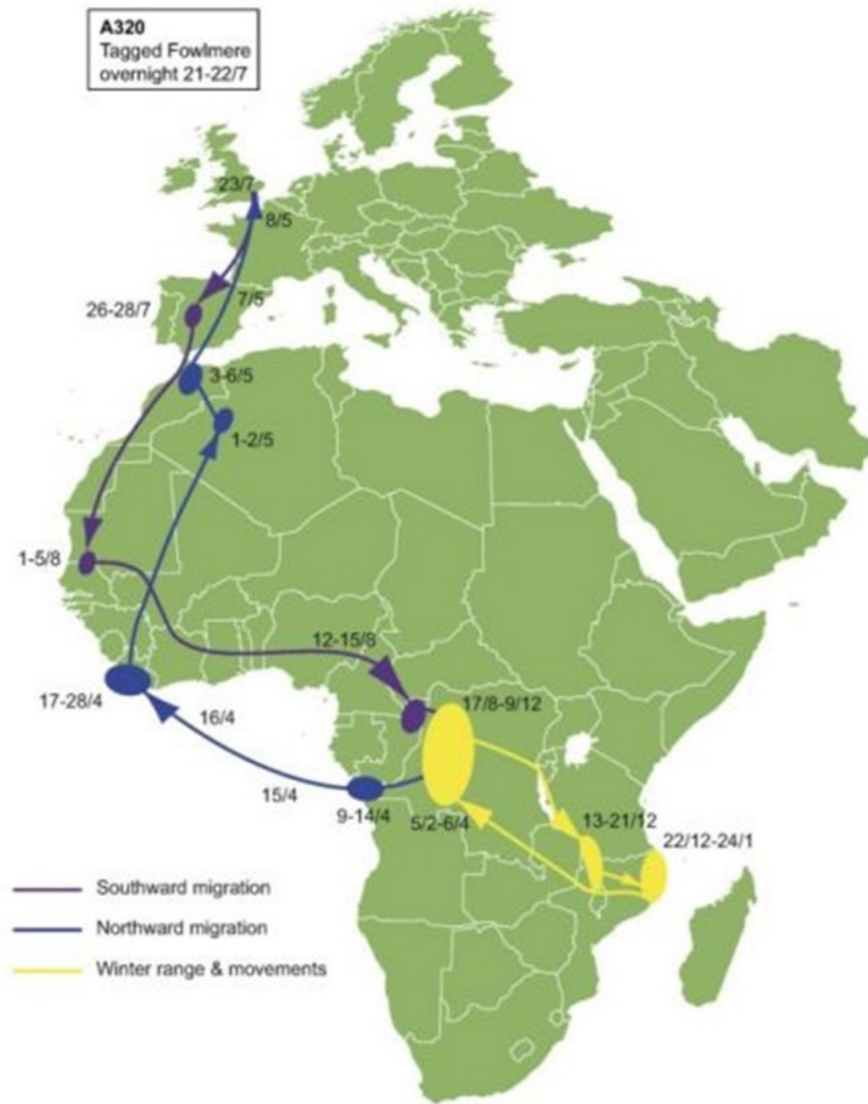 A320
Tagged Fowlmere
overnight 21-22/7
23/7
8/5
26-28/7
7/5
3-6/5
1-2/5
1-5/8
12-15/8
17-28/4
16/4
17/8-9/12
15/4
9-14/4
5/2-6/4
13-21/12
22/12-24/1
Southward migration
Northward migration
Winter range & movements